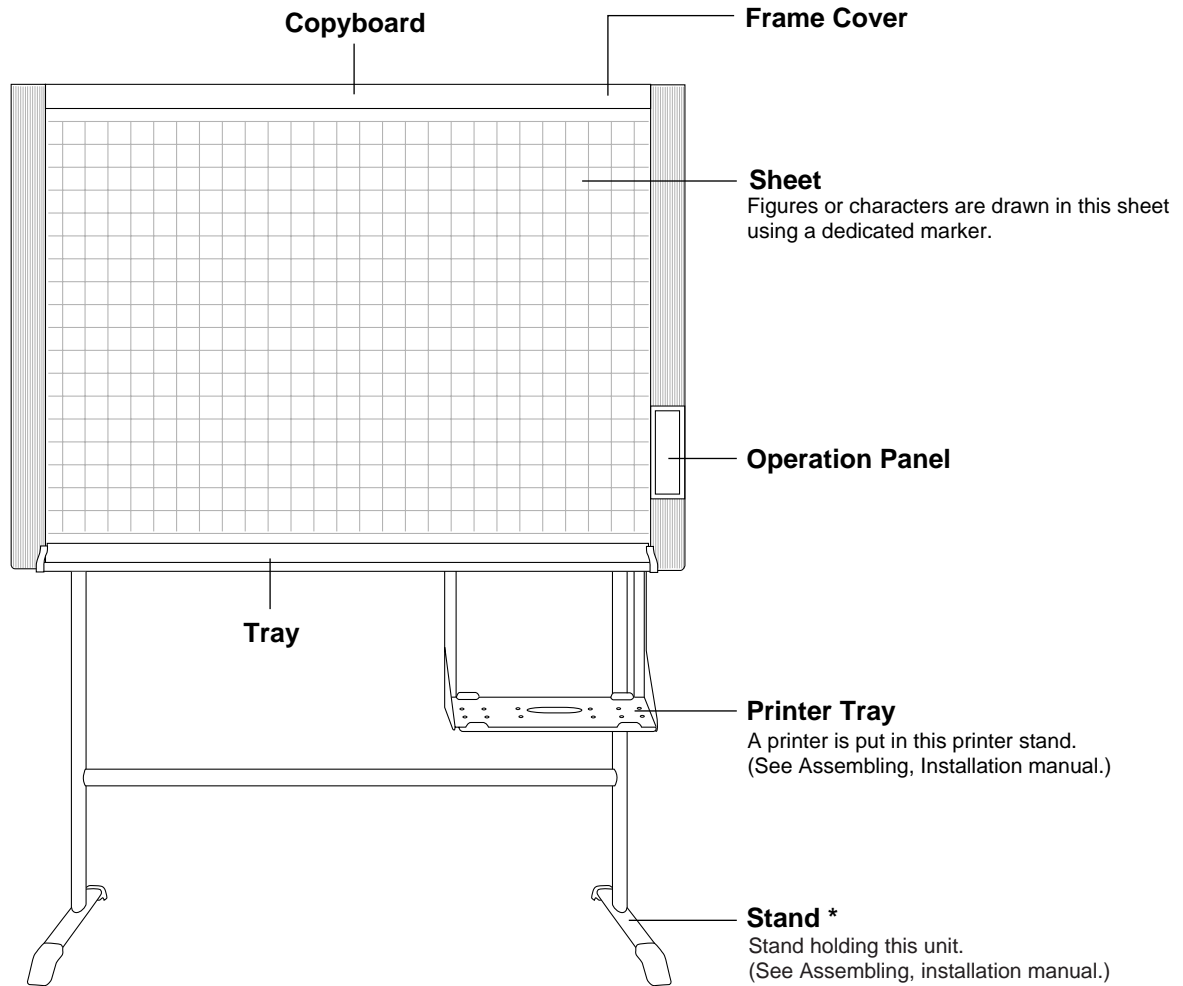 Copyboard
Frame Cover
Sheet
Figures or characters are drawn in this sheet
using a dedicated marker.
Operation Panel
Tray
Printer Tray
A printer is put in this printer stand.
(See Assembling, Installation manual.)
Stand *
Stand holding this unit.
(See Assembling, installation manual.)